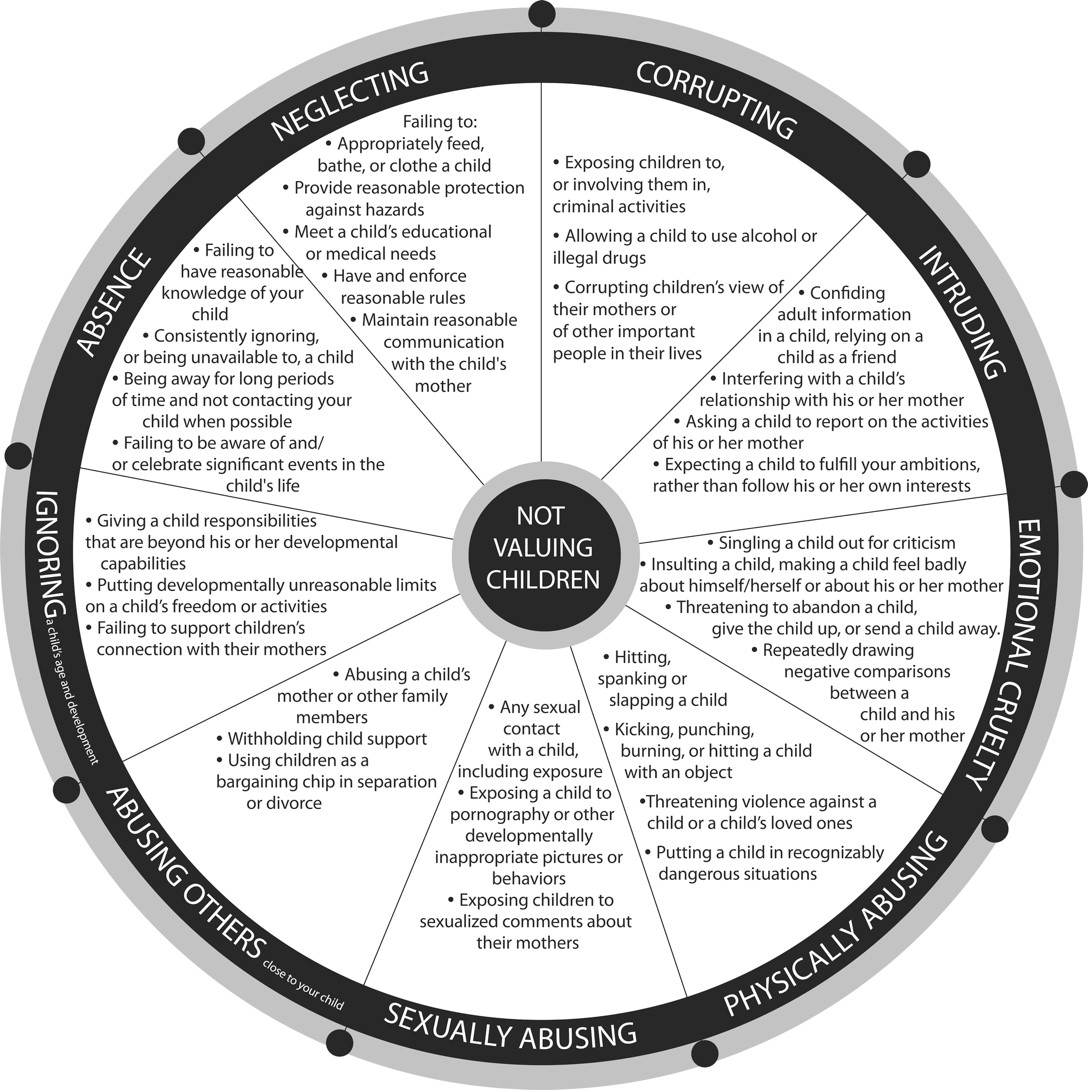 NOT
VALUING
CHILDREN
CORRUPTING
• Exposing children to,
or involving them in,
criminal activities
• Allowing a child to use alcohol or
illegal drugs
• Corrupting children's view of
their mothers or
of other important
people in their lives
INTRUDING
• Confiding
adult information
in a child, relying on a
child as a friend
• Interfering with a child's
relationship with his or her mother
• Asking a child to report on the activities
of his or her mother
• Expecting a child to fulfill your ambitions,
rather than follow his or her own interests
EMOTIONAL CRUELTY
• Singling a child out for criticism
• Insulting a child, making a child feel badly
about himself/herself or about his or her mother
• Threatening to abandon a child,
give the child up, or send a child away.
• Repeatedly drawing
negative comparisons
between a
child and his
or her mother
PHYSICALLY ABUSING
• Hitting,
spanking or
slapping a child
• Kicking, punching,
burning, or hitting a child
with an object
•Threatening violence against a
child or a child's loved ones
• Putting a child in recognizably
dangerous situations
SEXUALLY ABUSING
• Any sexual
contact
with a child,
including exposure
• Exposing a child to
pornography or other
developmentally
inappropriate pictures or
behaviors
• Exposing children to
sexualized comments about
their mothers
ABUSING OTHERS close to your child
• Abusing a child's
mother or other family
members
• Withholding child support
• Using children as a
bargaining chip in separation
or divorce
IGNORING a child's age and development
• Giving a child responsibilities
that are beyond his or her developmental
capabilities
• Putting developmentally unreasonable limits
on a child's freedom or activities
• Failing to support children's
connection with their mothers
ABSENCE
• Failing to
have reasonable
knowledge of your
child
• Consistently ignoring,
or being unavailable to, a child
• Being away for long periods
of time and not contacting your
child when possible
• Failing to be aware of and/
or celebrate significant events in the
child's life
NEGLECTING
Failing to:
• Appropriately feed,
bathe, or clothe a child
• Provide reasonable protection
against hazards
• Meet a child's educational
or medical needs
• Have and enforce
reasonable rules
• Maintain reasonable
communication
with the child's
mother